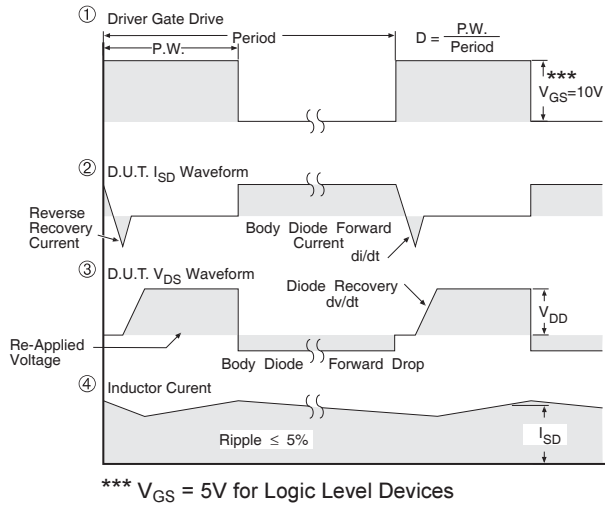 ① Driver Gate Drive
P.W.
Period
D = P.W.
Period
***
VGS=10V
② D.U.T. ISD Waveform
Reverse
Recovery
Current
Body Diode Forward
Current
di/dt
③ D.U.T. VDS Waveform
Diode Recovery
dv/dt
VDD
Re-Applied
Voltage
Body Diode Forward Drop
④ Inductor Curent
Ripple ≤ 5%
ISD
*** VGS = 5V for Logic Level Devices